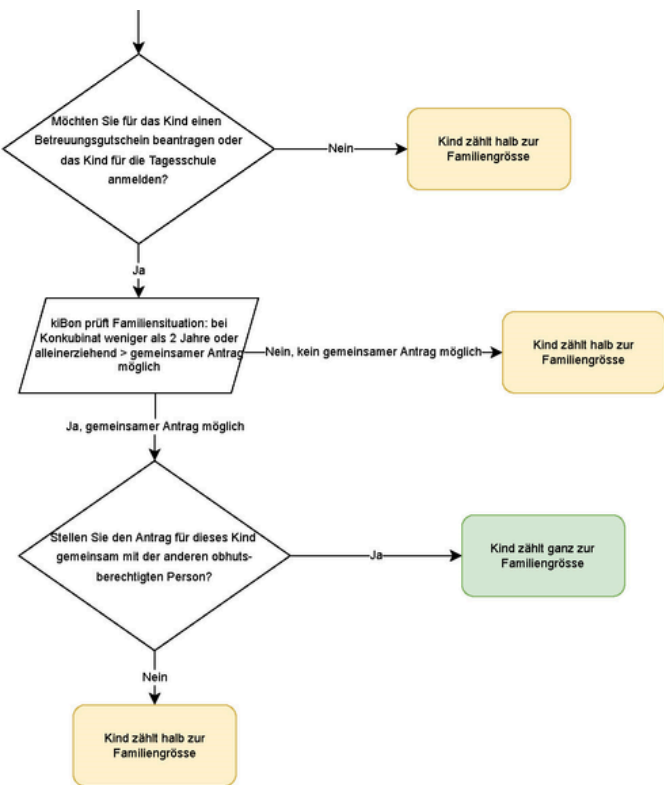 Möchten Sie für das Kind einen
Betreuungsgutschein beantragen oder
das Kind für die Tagesschule
anmelden?
Nein
Kind zählt halb zur
Familiengrösse
Ja
kiBon prüft Familiensituation: bei
Konkubinat weniger als 2 Jahre oder
alleinerziehend > gemeinsamer Antrag
möglich
Nein, kein gemeinsamer Antrag möglich
Kind zählt halb zur
Familiengrösse
Ja, gemeinsamer Antrag möglich
Stellen Sie den Antrag für dieses Kind
gemeinsam mit der anderen obhuts-
berechtigten Person?
Ja
Kind zählt ganz zur
Familiengrösse
Nein
Kind zählt halb zur
Familiengrösse